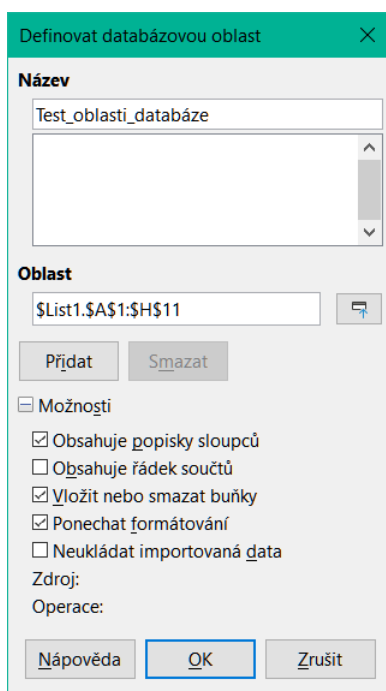 Definovat databázovou oblast
Název
Test_oblasti_databáze
Oblast
$List1.$A$1:$H$11
Přidat Smazat
Možnosti
Obsahuje popisky sloupců
Obsahuje řádek součtů
Vložit nebo smazat buňky
Ponechat formátování
Neukládat importovaná data
Zdroj:
Operace:
Nápověda OK Zrušit